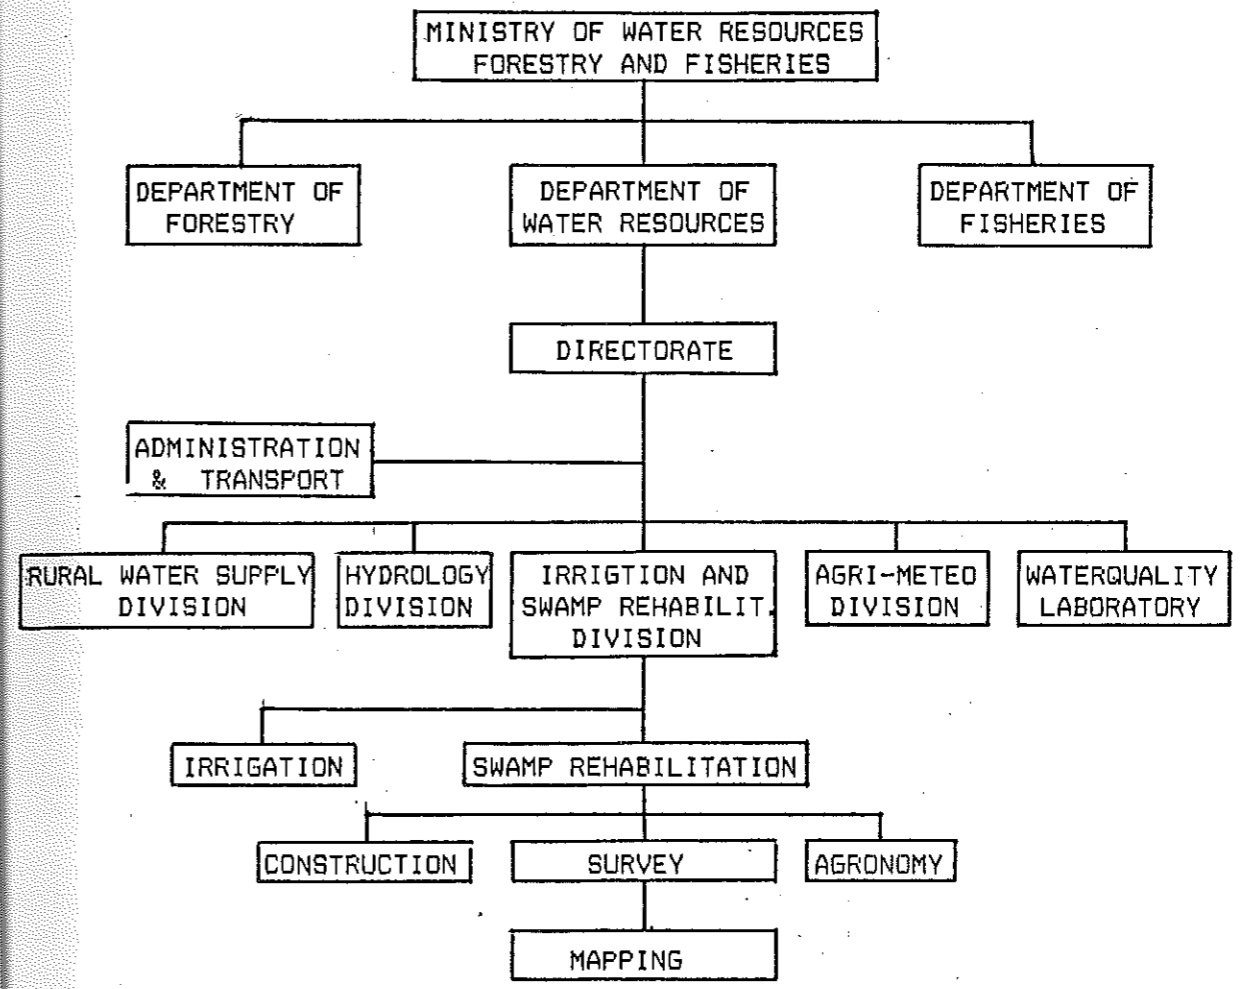 MINISTRY OF WATER RESOURCES
FORESTRY AND FISHERIES
DEPARTMENT OF
FORESTRY
DEPARTMENT OF
WATER RESOURCES
DEPARTMENT OF
FISHERIES
DIRECTORATE
ADMINISTRATION
& TRANSPORT
RURAL WATER SUPPLY
DIVISION
HYDROLOGY
DIVISION
IRRIGTION AND
SWAMP REHABILIT.
DIVISION
AGRI-METEO
DIVISION
WATERQUALITY
LABORATORY
IRRIGATION
SWAMP REHABILITATION
CONSTRUCTION
SURVEY
AGRONOMY
MAPPING